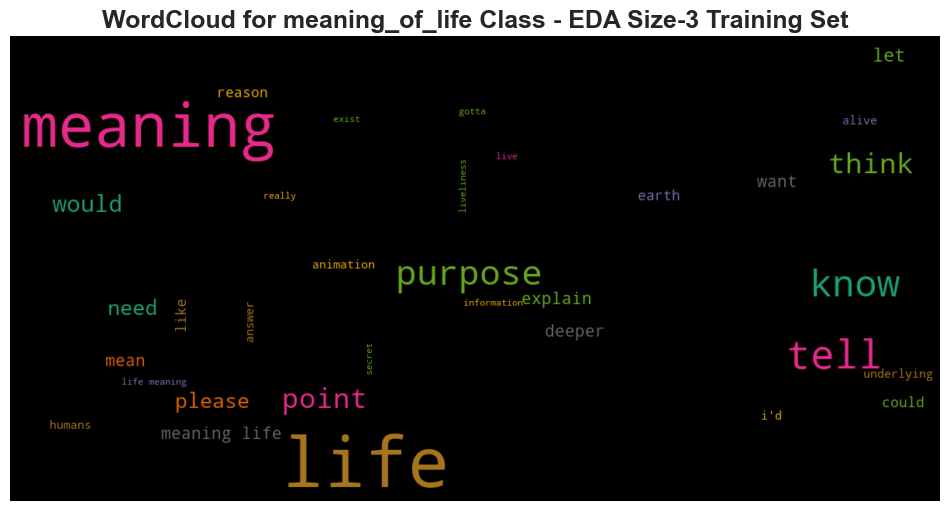 WordCloud for meaning_of_life Class - EDA Size-3 Training Set
let
reason
exist
gotta
alive
meaning
live
think
want
would
really
liveliness
earth
animation
purpose
know
need
like
answer
information
explain
deeper
secret
tell
mean
life meaning
underlying
please
point
could
i'd
humans
meaning life
life